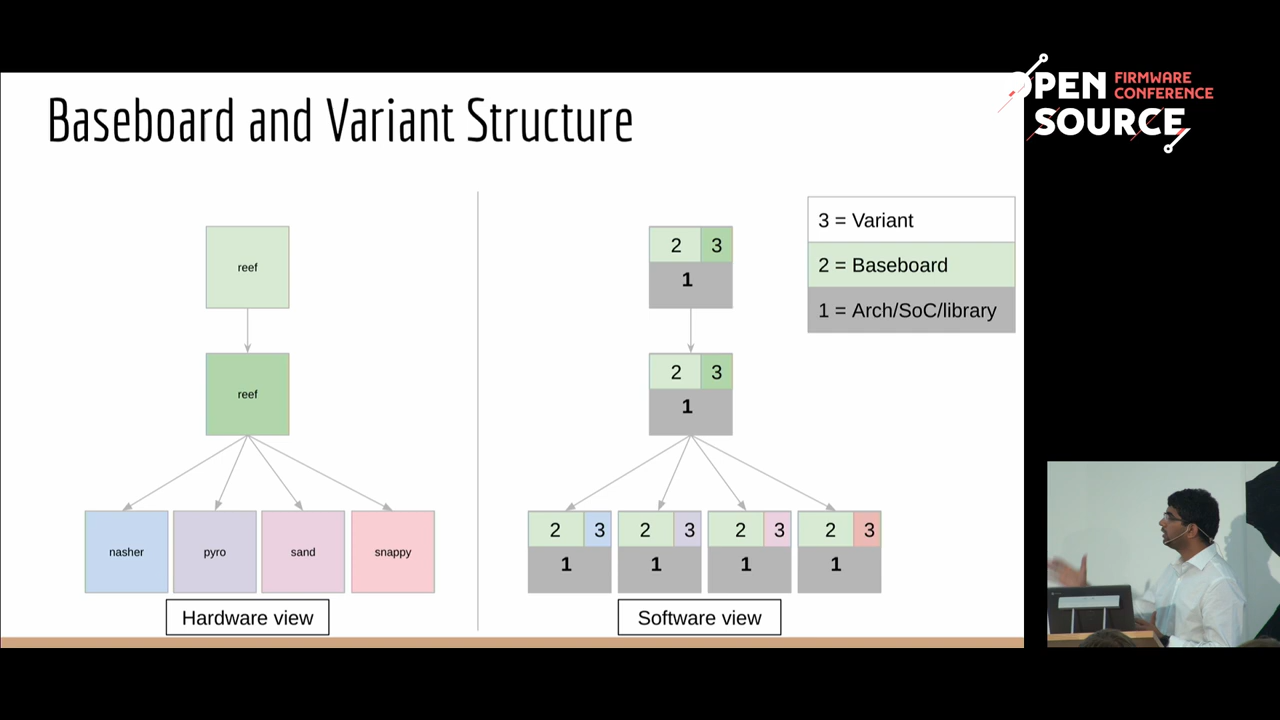 Baseboard and Variant Structure
OPEN FIRMWARE CONFERENCE
SOURCE
reef
reef
nasher
pyro
sand
snappy
Hardware view
2 3
1
2 3
1
2 3
1
2 3
1
2 3
1
2 3
1
Software view
3 = Variant
2 = Baseboard
1 = Arch/SoC/library